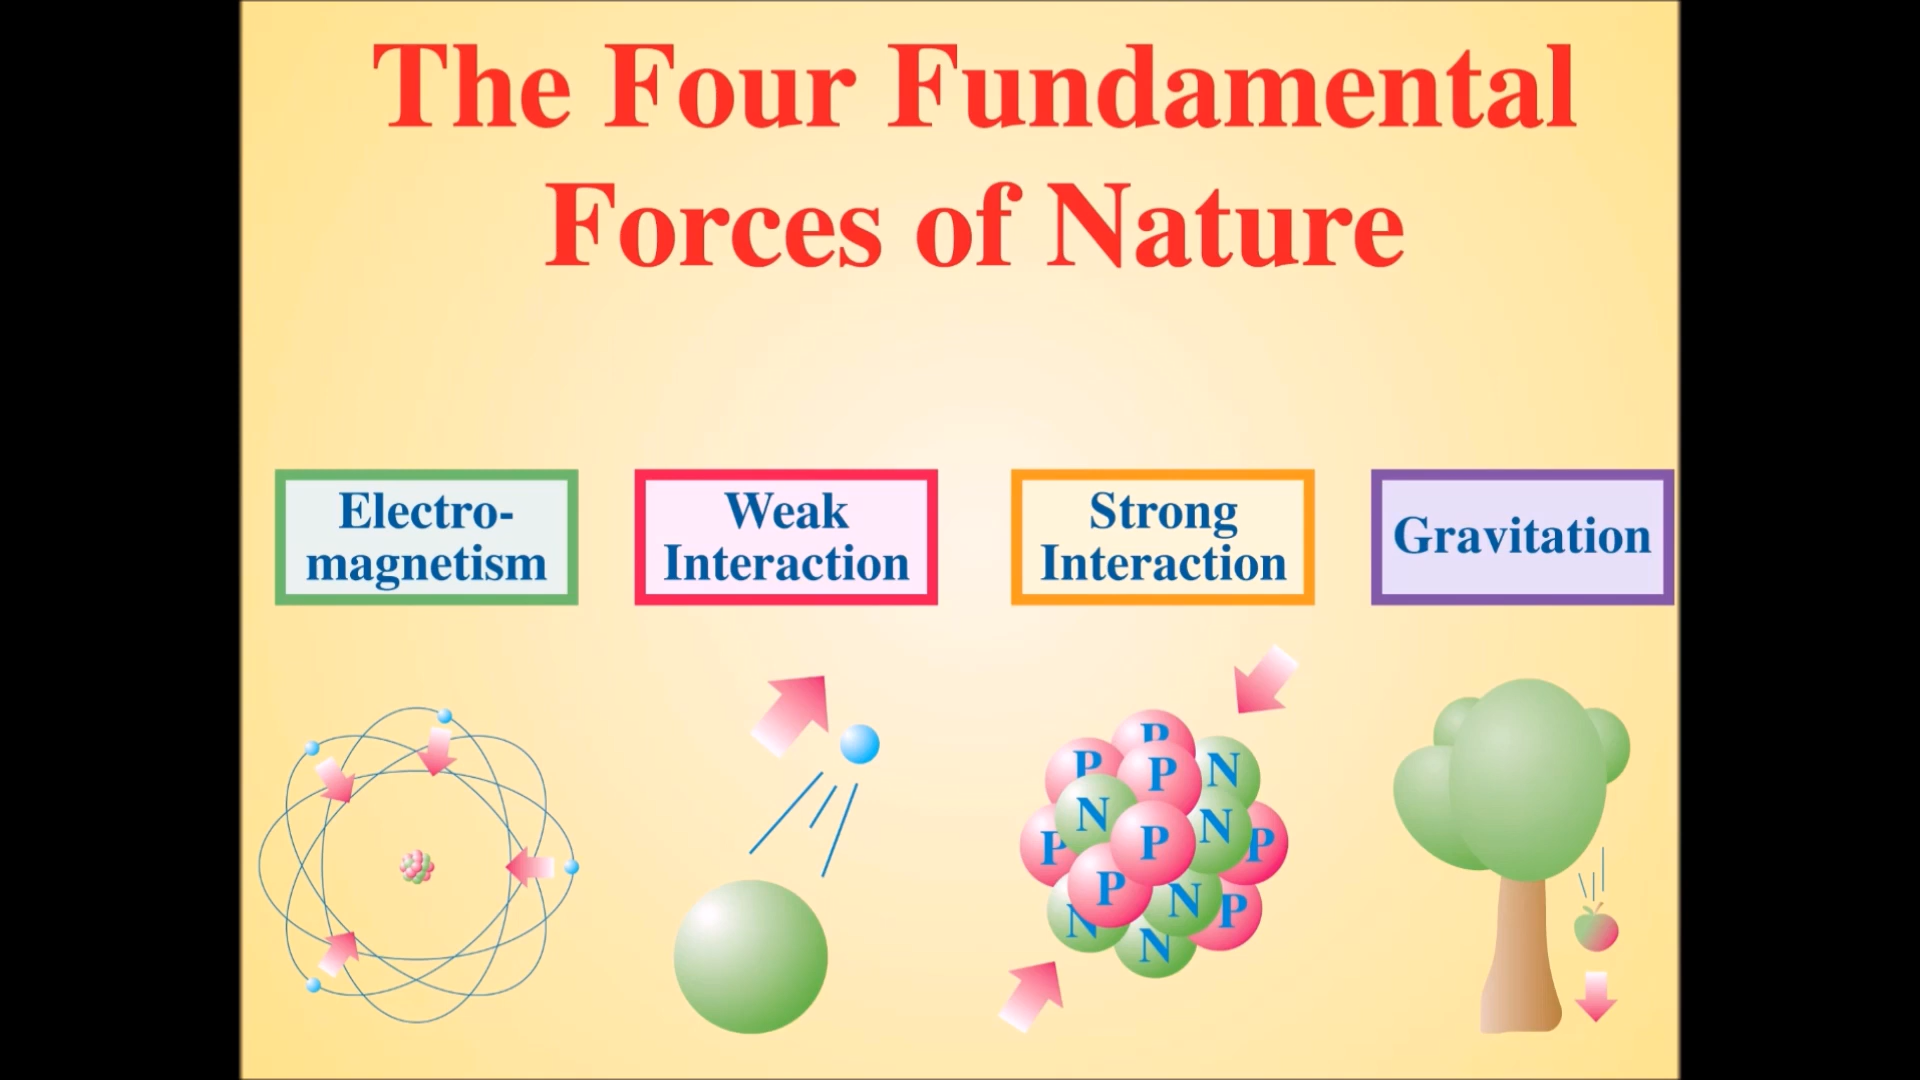 The Four Fundamental
Forces of Nature
Electro-
magnetism
Weak
Interaction
Strong
Interaction
Gravitation
P
P
P
N
N
N
P
P
P
P
N
N
P
N